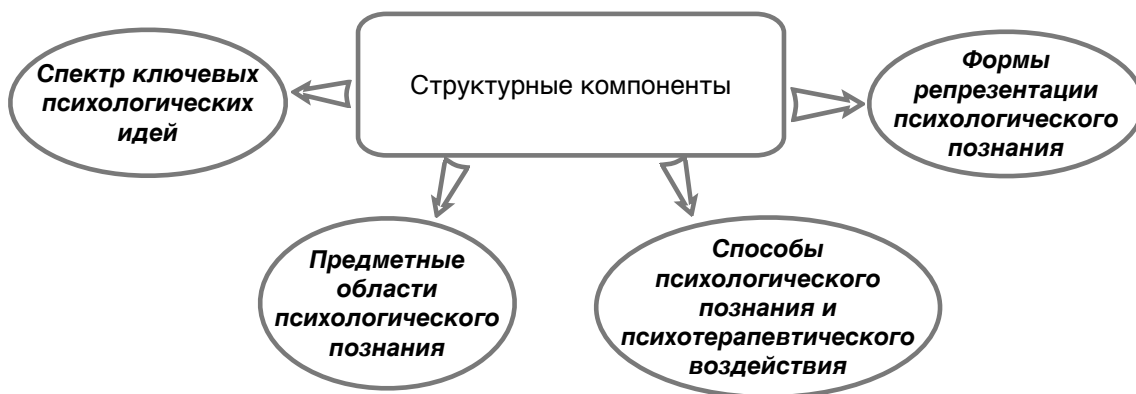 Структурные компоненты
Спектр ключевых
психологических
идей
Формы
репрезентации
психологического
познания
Предметные
области
психологического
познания
Способы
психологического
познания и
психотерапевтического
воздействия